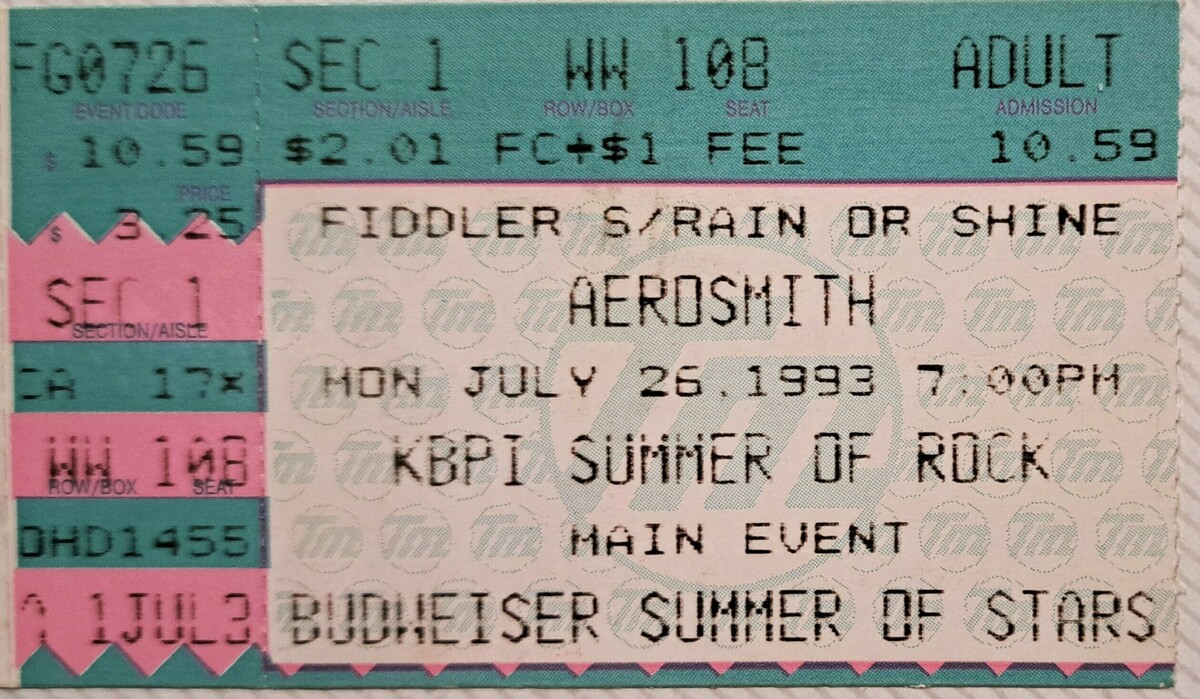 FG0726 SEC 1 WW 108 ADULT
EVENT CODE SECTION/AISLE ROW/BOX SEAT ADMISSION
$ 10.59 $2.01 FC+$1 FEE 10.59
PRICE
$ 3.25 FIDDLER S/RAIN OR SHINE
SEC 1 AEROSMITH
SECTION/AISLE
CA 17* MON JULY 26,1993 7:00PM
WW 108 KBPI SUMMER OF ROCK
ROW/BOX SEAT
OHD1455 MAIN EVENT
A 1JUL3 BUDWEISER SUMMER OF STARS